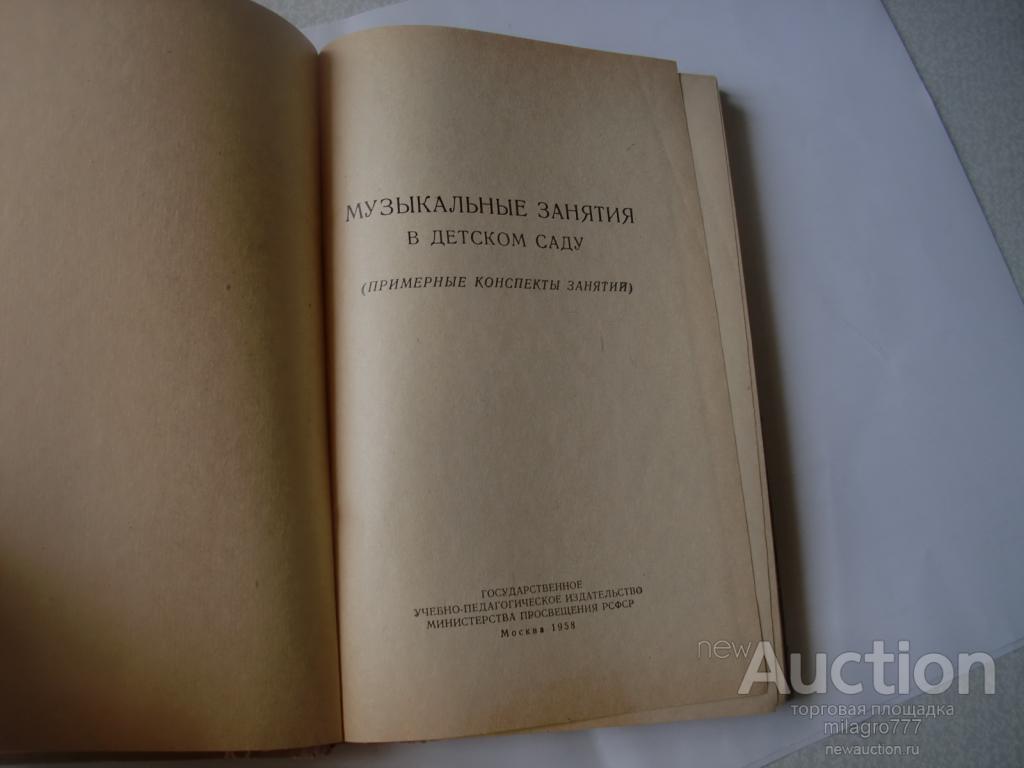 МУЗЫКАЛЬНЫЕ ЗАНЯТИЯ
В ДЕТСКОМ САДУ
(ПРИМЕРНЫЕ КОНСПЕКТЫ ЗАНЯТИЙ)
ГОСУДАРСТВЕННОЕ
УЧЕБНО-ПЕДАГОГИЧЕСКОЕ ИЗДАТЕЛЬСТВО
МИНИСТЕРСТВА ПРОСВЕЩЕНИЯ РСФСР
Москва 1958
newAuction
торговая площадка
milagro777
newauction.ru